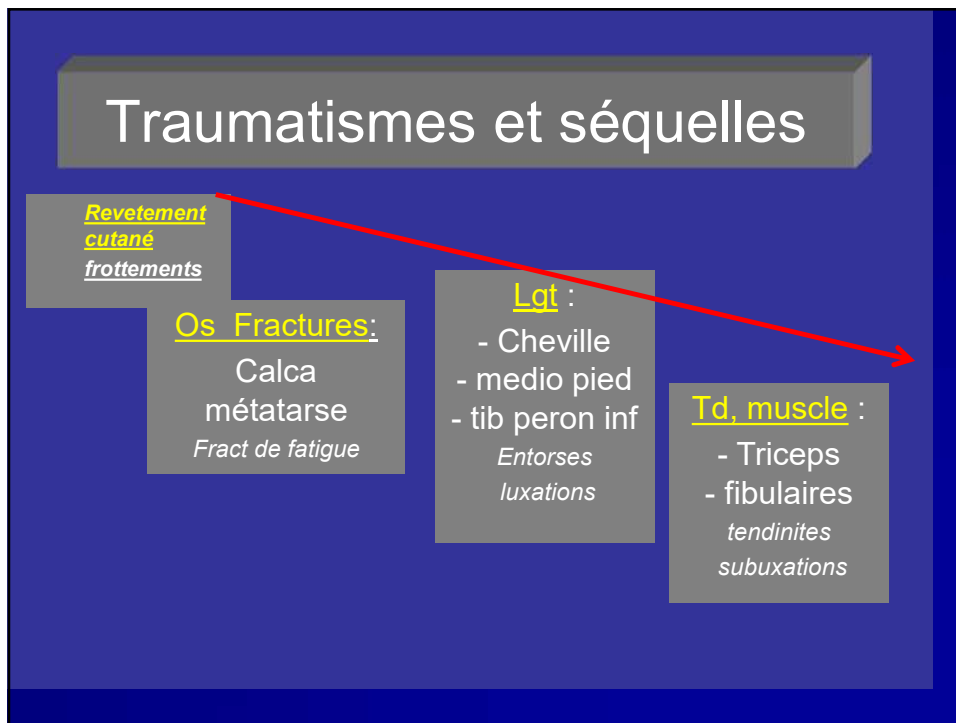 Traumatismes et séquelles
Revetement
cutané
frottements
Os  Fractures:
Calca
métatarse
Fract de fatigue
Lgt :
- Cheville
- medio pied
- tib peron inf
Entorses
luxations
Td, muscle :
- Triceps
- fibulaires
tendinites
subuxations